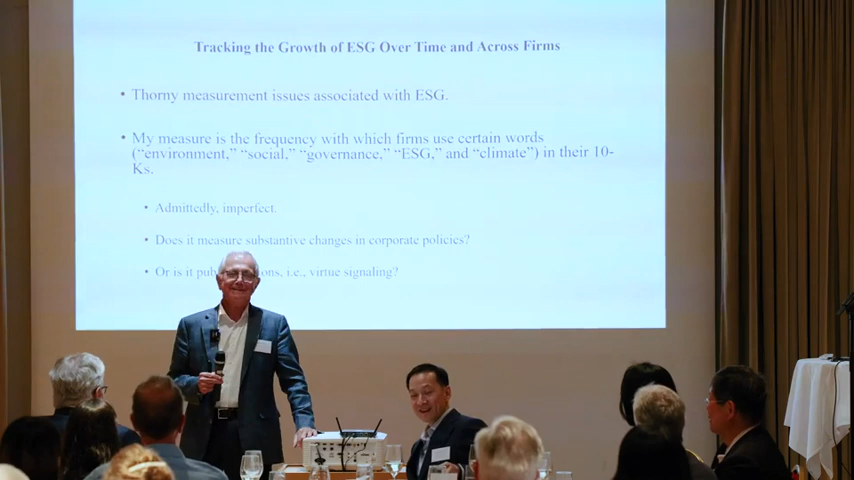 Tracking the Growth of ESG Over Time and Across Firms
• Thorny measurement issues associated with ESG.
• My measure is the frequency with which firms use certain words
("environment," "social," "governance," "ESG," and "climate") in their 10-
Ks.
• Admittedly, imperfect.
• Does it measure substantive changes in corporate policies?
• Or is it ons, i.e., virtue signaling?